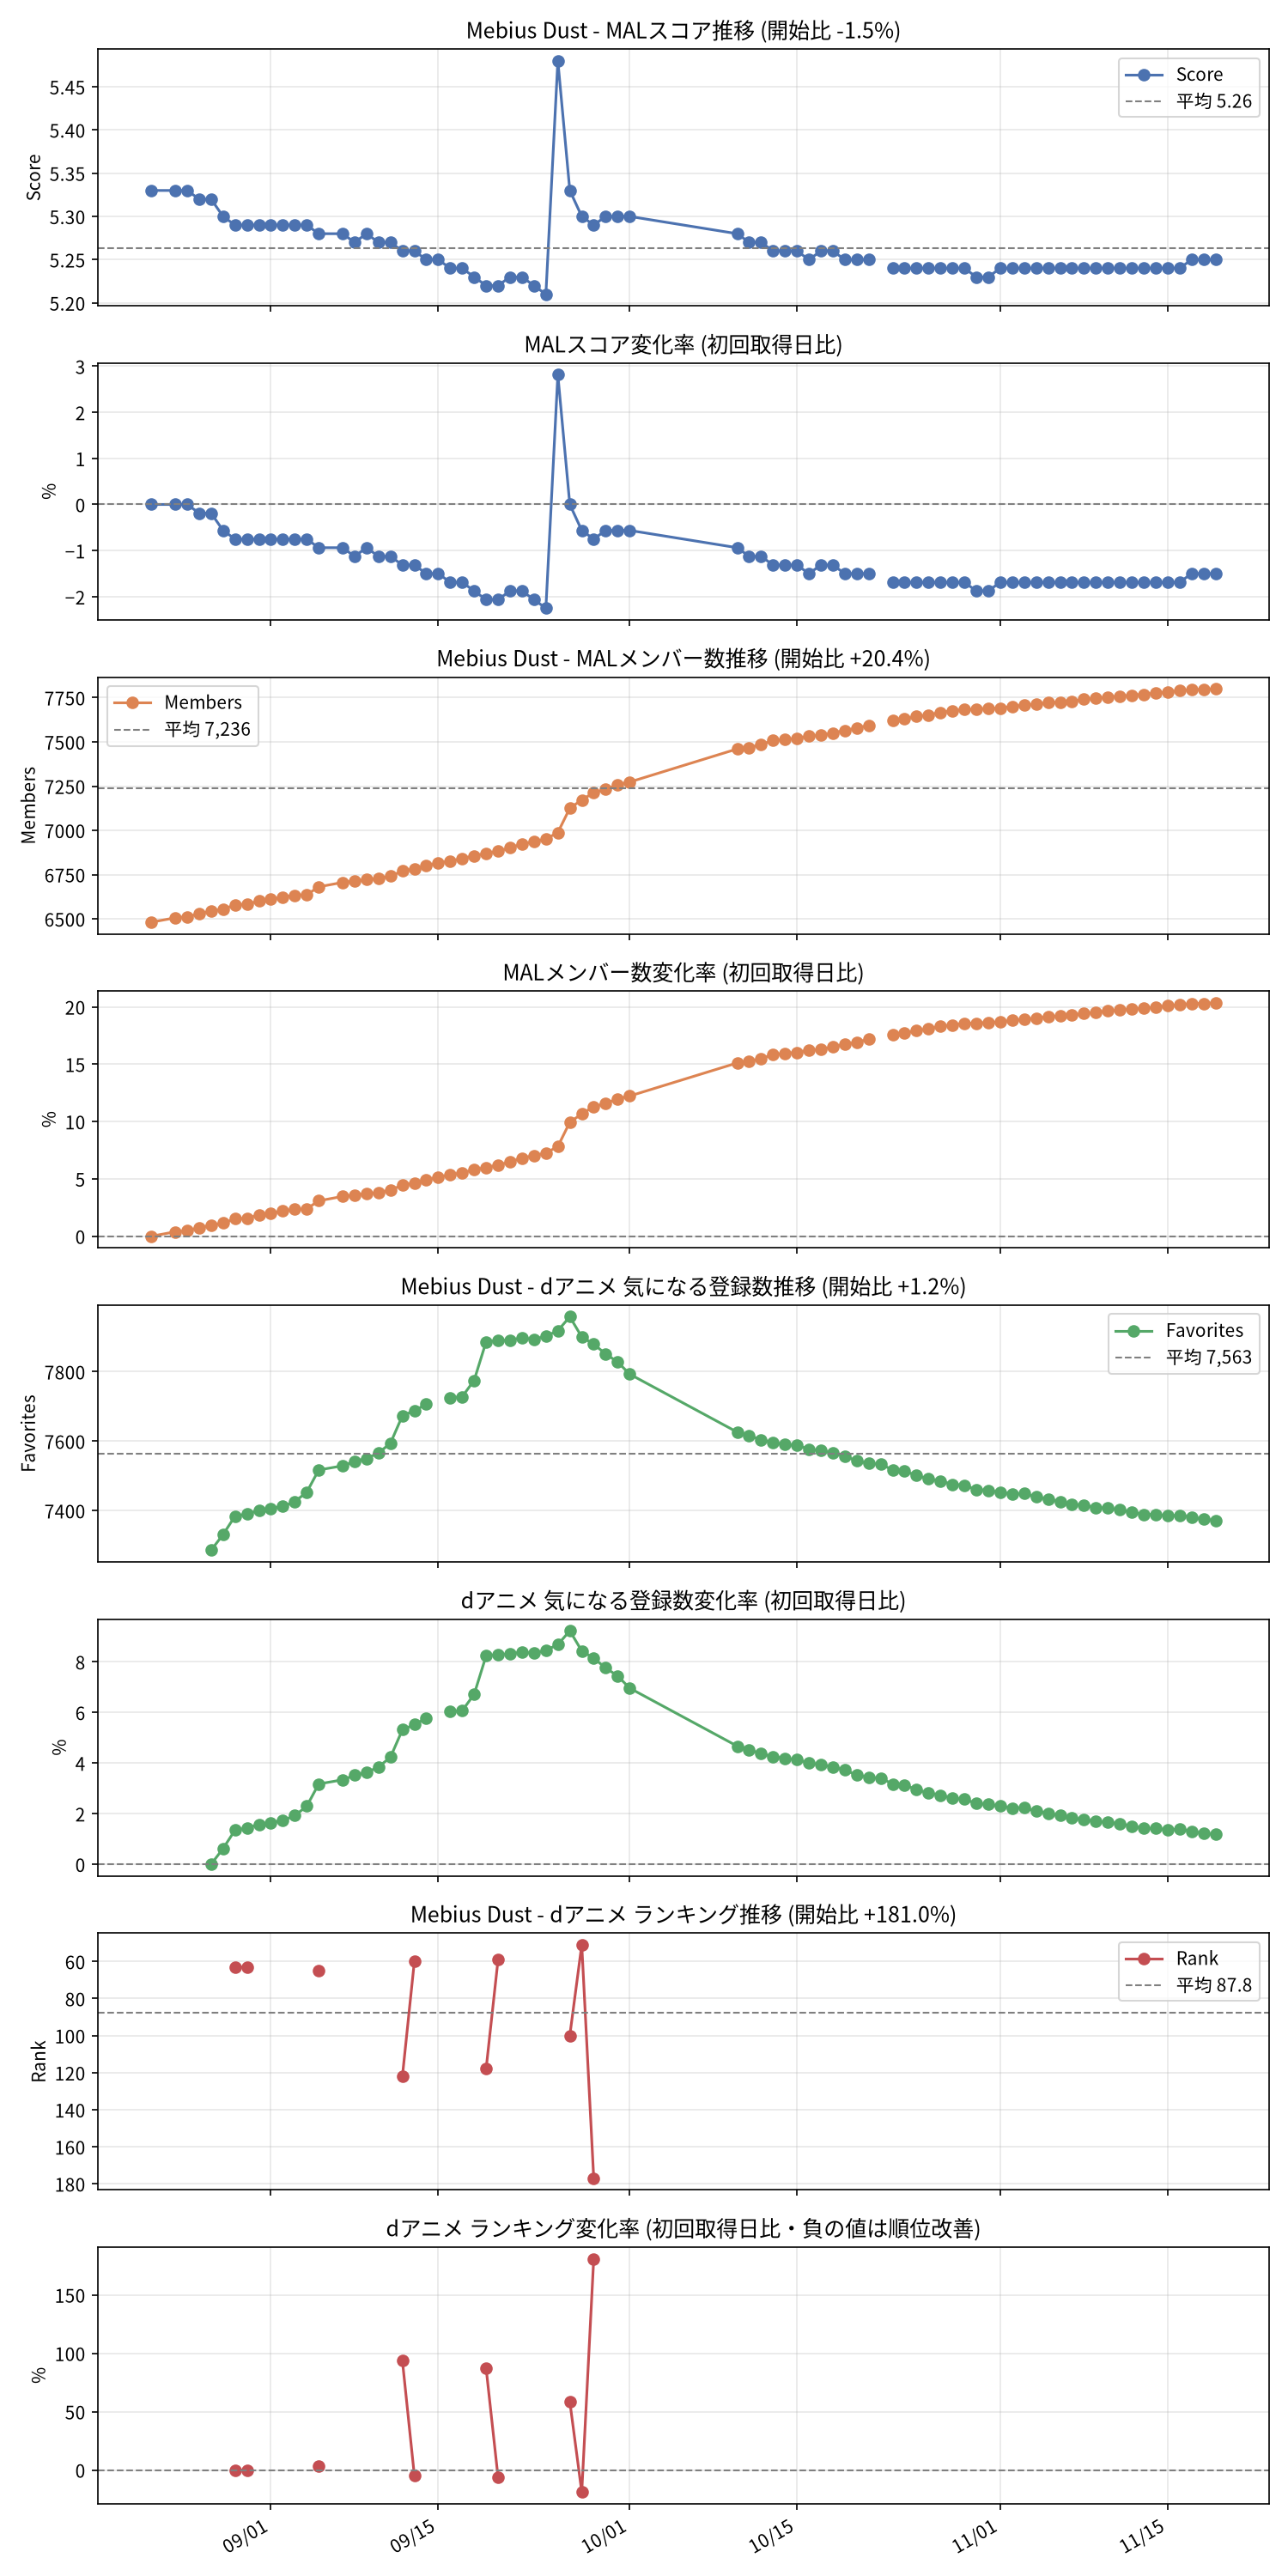 Mebius Dust - MALスコア推移 (開始比 -1.5%)
Score
5.45
5.40
5.35
5.30
5.25
5.20
Score
平均 5.26
MALスコア変化率 (初回取得日比)
%
3
2
1
0
−1
−2
Mebius Dust - MALメンバー数推移 (開始比 +20.4%)
Members
7750
7500
7250
7000
6750
6500
Members
平均 7,236
MALメンバー数変化率 (初回取得日比)
%
20
15
10
5
0
Mebius Dust - dアニメ 気になる登録数推移 (開始比 +1.2%)
Favorites
7800
7600
7400
Favorites
平均 7,563
dアニメ 気になる登録数変化率 (初回取得日比)
%
8
6
4
2
0
Mebius Dust - dアニメ ランキング推移 (開始比 +181.0%)
Rank
60
80
100
120
140
160
180
Rank
平均 87.8
dアニメ ランキング変化率 (初回取得日比・負の値は順位改善)
%
150
100
50
0
09/01
09/15
10/01
10/15
11/01
11/15